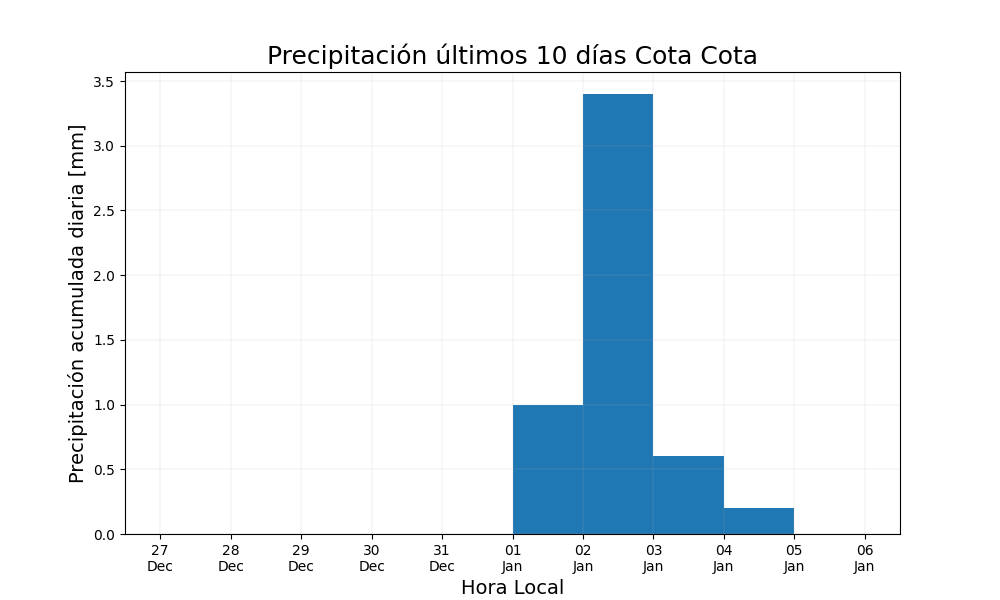 Precipitación últimos 10 días Cota Cota
Precipitación acumulada diaria [mm]
3.5
3.0
2.5
2.0
1.5
1.0
0.5
0.0
27 28 29 30 31 01 02 03 04 05 06
Dec Dec Dec Dec Dec Jan Jan Jan Jan Jan Jan
Hora Local